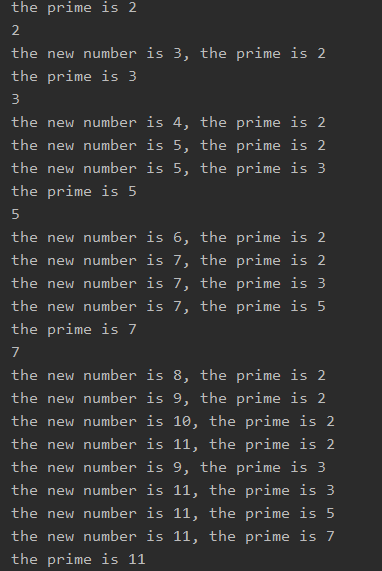 the prime is 2
2
the new number is 3, the prime is 2
the prime is 3
3
the new number is 4, the prime is 2
the new number is 5, the prime is 2
the new number is 5, the prime is 3
the prime is 5
5
the new number is 6, the prime is 2
the new number is 7, the prime is 2
the new number is 7, the prime is 3
the new number is 7, the prime is 5
the prime is 7
7
the new number is 8, the prime is 2
the new number is 9, the prime is 2
the new number is 10, the prime is 2
the new number is 11, the prime is 2
the new number is 9, the prime is 3
the new number is 11, the prime is 3
the new number is 11, the prime is 5
the new number is 11, the prime is 7
the prime is 11